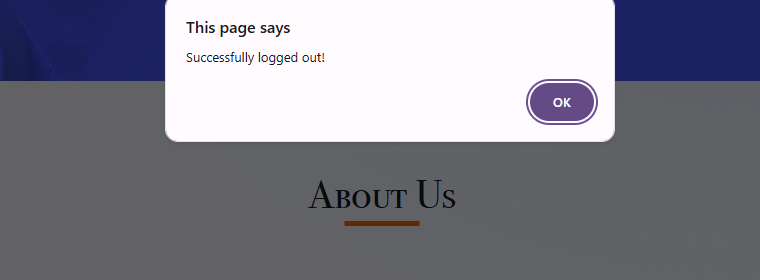 This page says
Successfully logged out!
OK
About Us